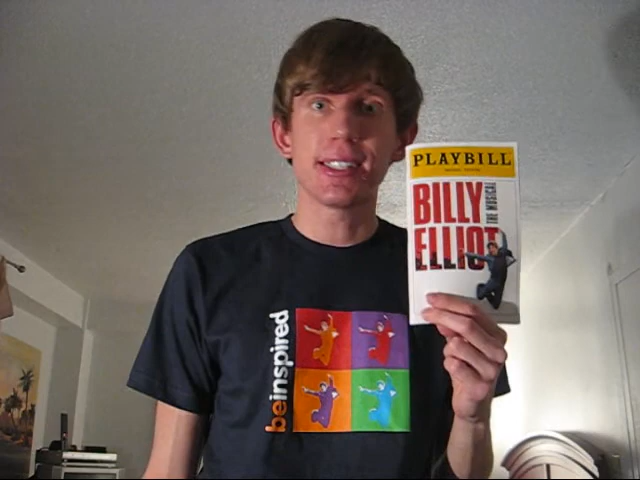 PLAYBILL
BILLY
ELLIOT
THE MUSICAL
beinspired